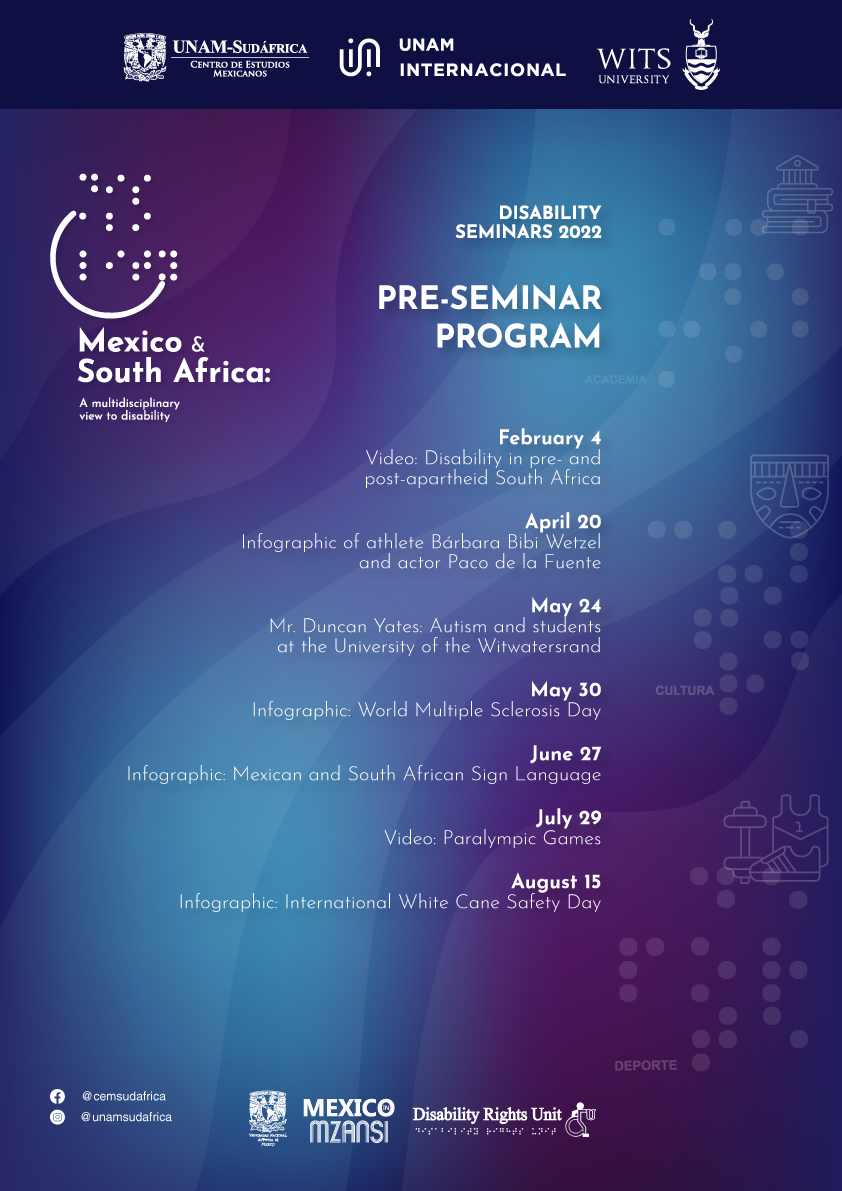 UNAM-SUDÁFRICA
CENTRO DE ESTUDIOS
MEXICANOS
UNAM
INTERNACIONAL
WITS
UNIVERSITY
DISABILITY
SEMINARS 2022
PRE-SEMINAR
PROGRAM
Mexico &
South Africa:
A multidisciplinary
view to disability
ACADEMIA
February 4
Video: Disability in pre- and
post-apartheid South Africa
April 20
Infographic of athlete Bárbara Bibi Wetzel
and actor Paco de la Fuente
May 24
Mr. Duncan Yates: Autism and students
at the University of the Witwatersrand
May 30
Infographic: World Multiple Sclerosis Day
CULTURA
June 27
Infographic: Mexican and South African Sign Language
July 29
Video: Paralympic Games
1
August 15
Infographic: International White Cane Safety Day
DEPORTE
@cemsudafrica
@unamsudafrica
MEXICO IN
MZANSI
Disability Rights Unit